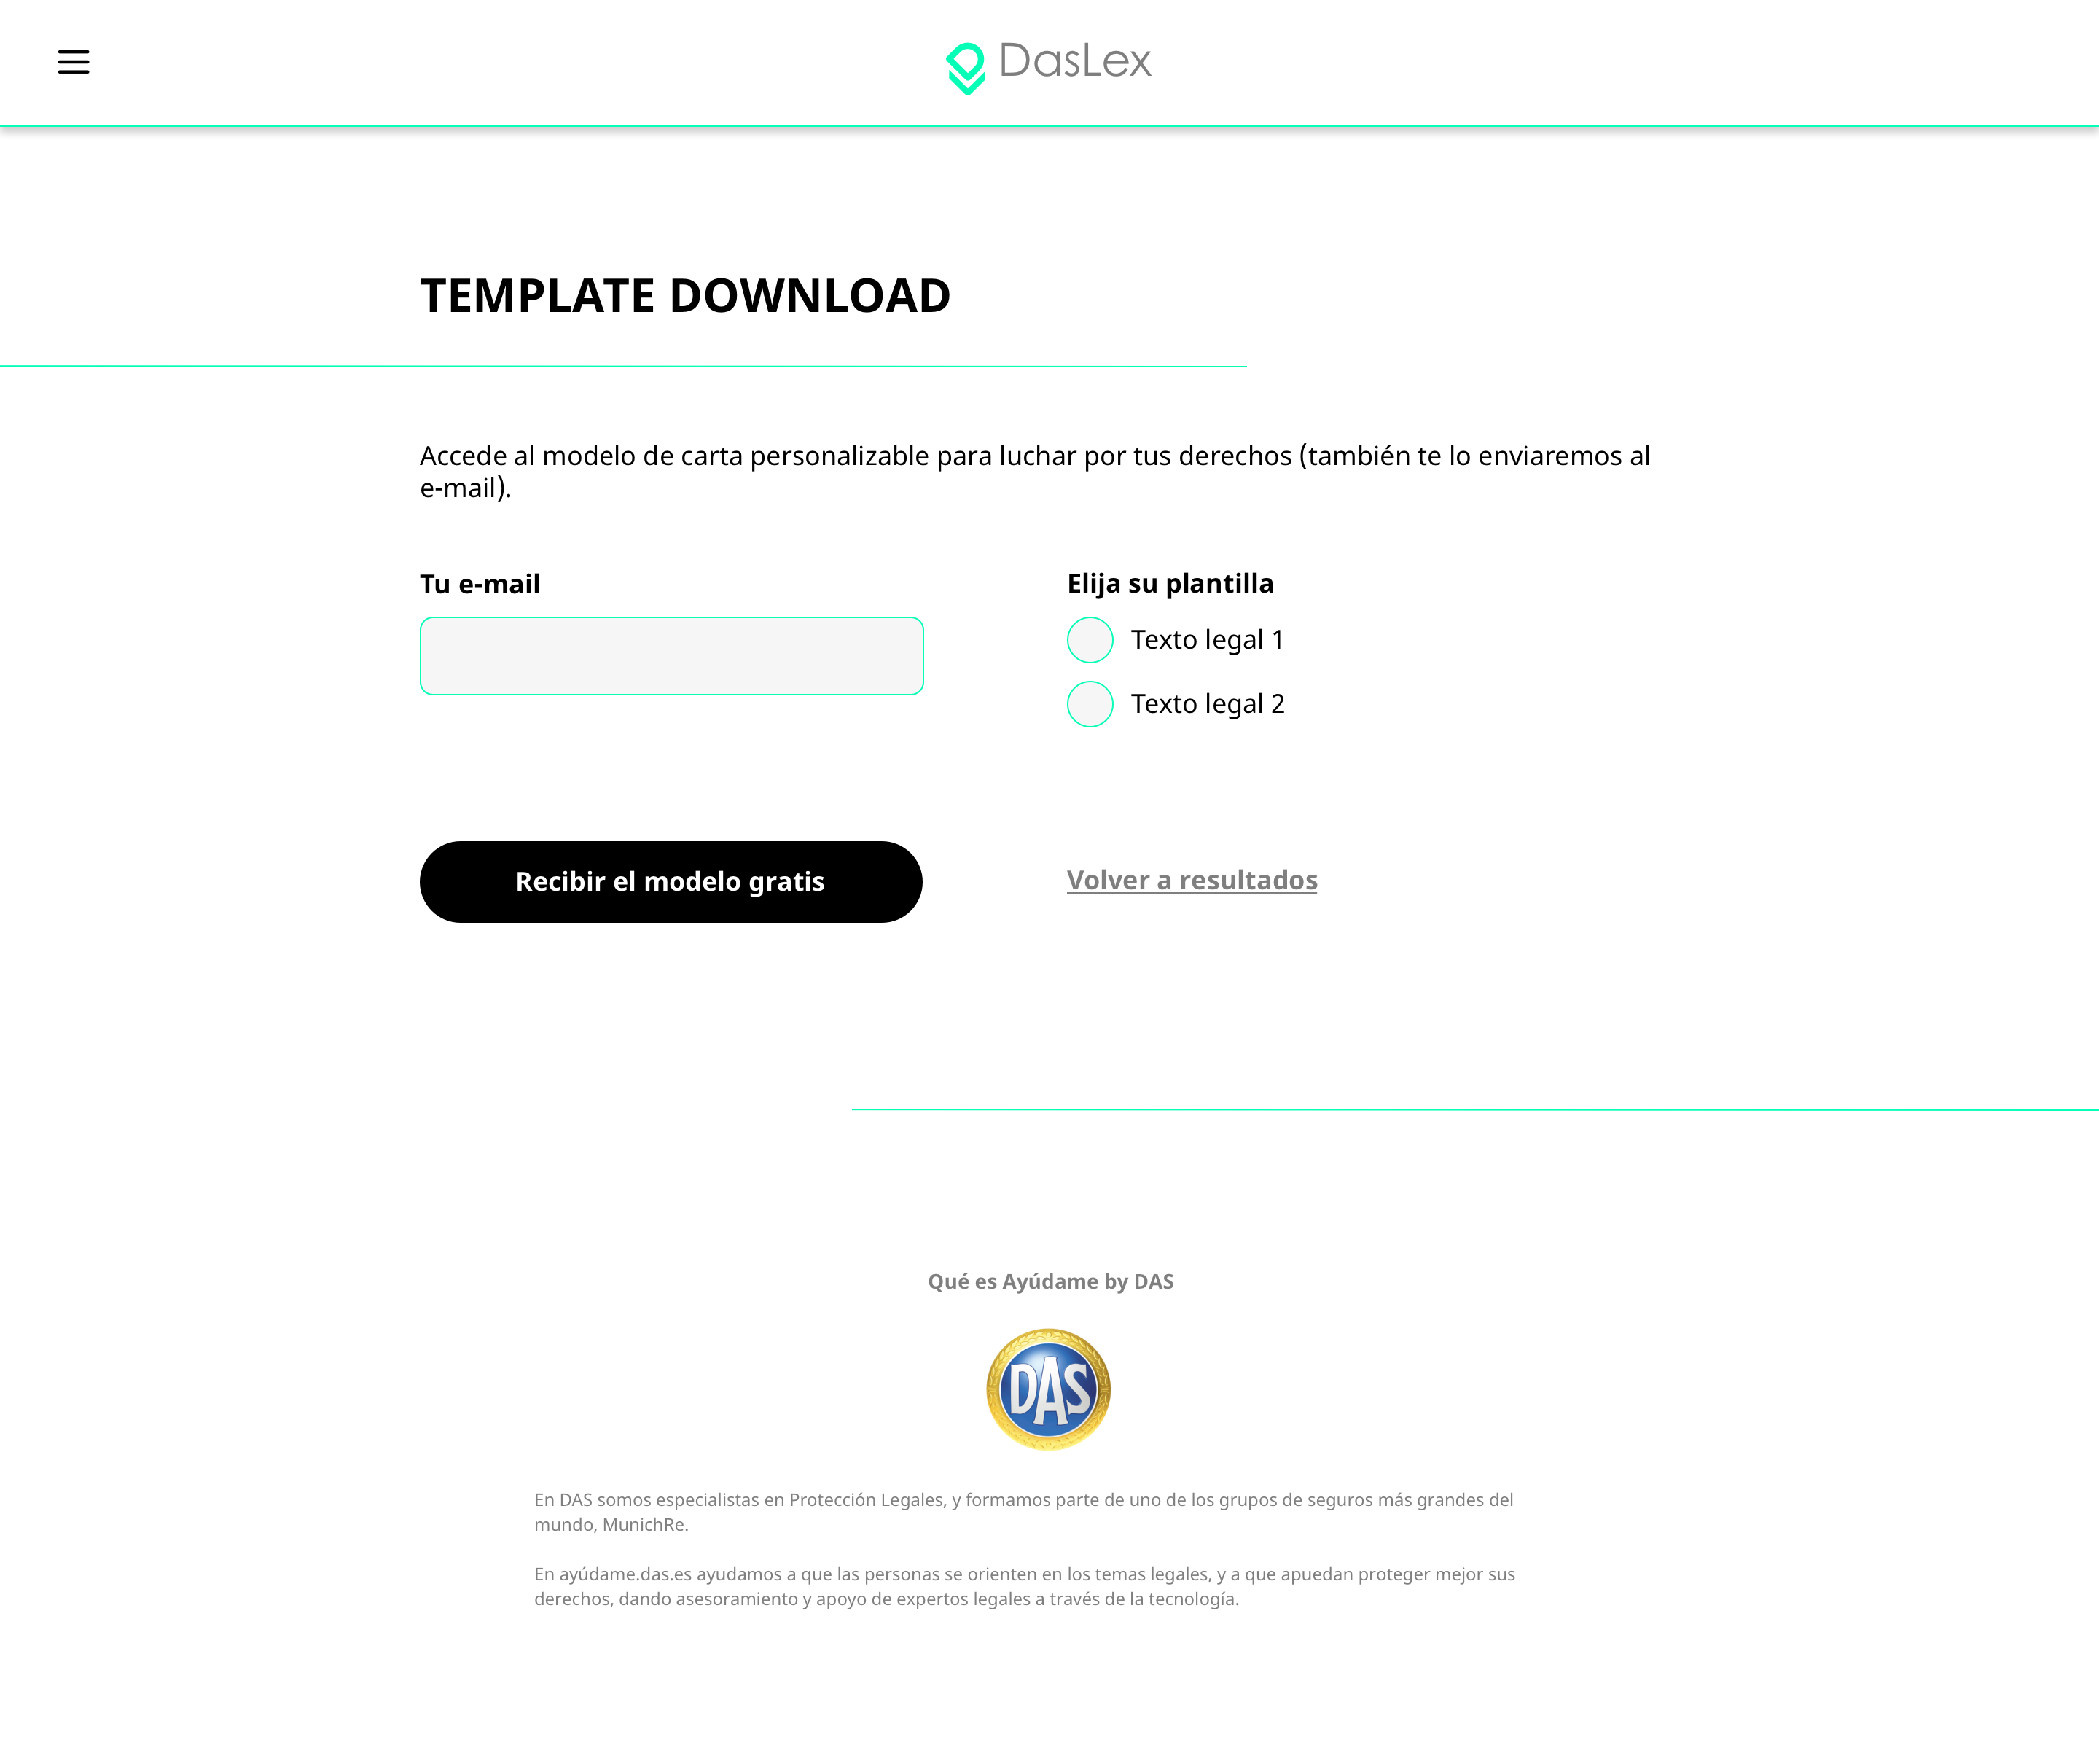 DasLex
TEMPLATE DOWNLOAD
Accede al modelo de carta personalizable para luchar por tus derechos (también te lo enviaremos al
e-mail).
Tu e-mail
Elija su plantilla
Texto legal 1
Texto legal 2
Recibir el modelo gratis
Volver a resultados
Qué es Ayúdame by DAS
DAS
En DAS somos especialistas en Protección Legales, y formamos parte de uno de los grupos de seguros más grandes del
mundo, MunichRe.
En ayúdame.das.es ayudamos a que las personas se orienten en los temas legales, y a que apuedan proteger mejor sus
derechos, dando asesoramiento y apoyo de expertos legales a través de la tecnología.